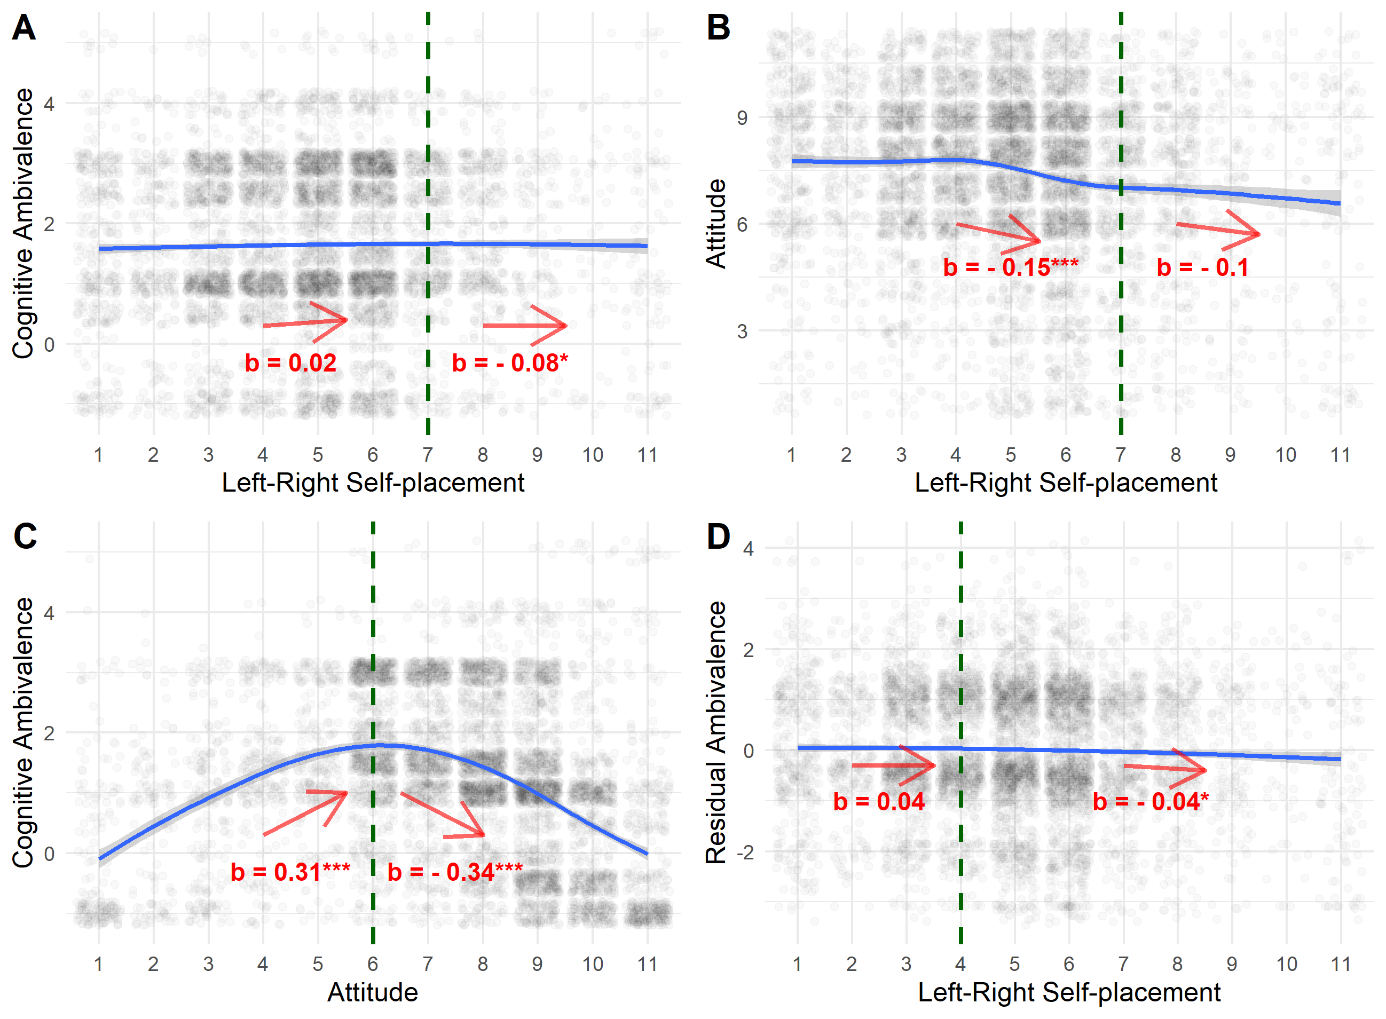 A
Cognitive Ambivalence
4
2
0
b = 0.02
b = - 0.08*
1 2 3 4 5 6 7 8 9 10 11
Left-Right Self-placement
B
Attitude
9
6
3
b = - 0.15***
b = - 0.1
1 2 3 4 5 6 7 8 9 10 11
Left-Right Self-placement
C
Cognitive Ambivalence
4
2
0
b = 0.31***
b = - 0.34***
1 2 3 4 5 6 7 8 9 10 11
Attitude
D
Residual Ambivalence
4
2
0
-2
b = 0.04
b = - 0.04*
1 2 3 4 5 6 7 8 9 10 11
Left-Right Self-placement